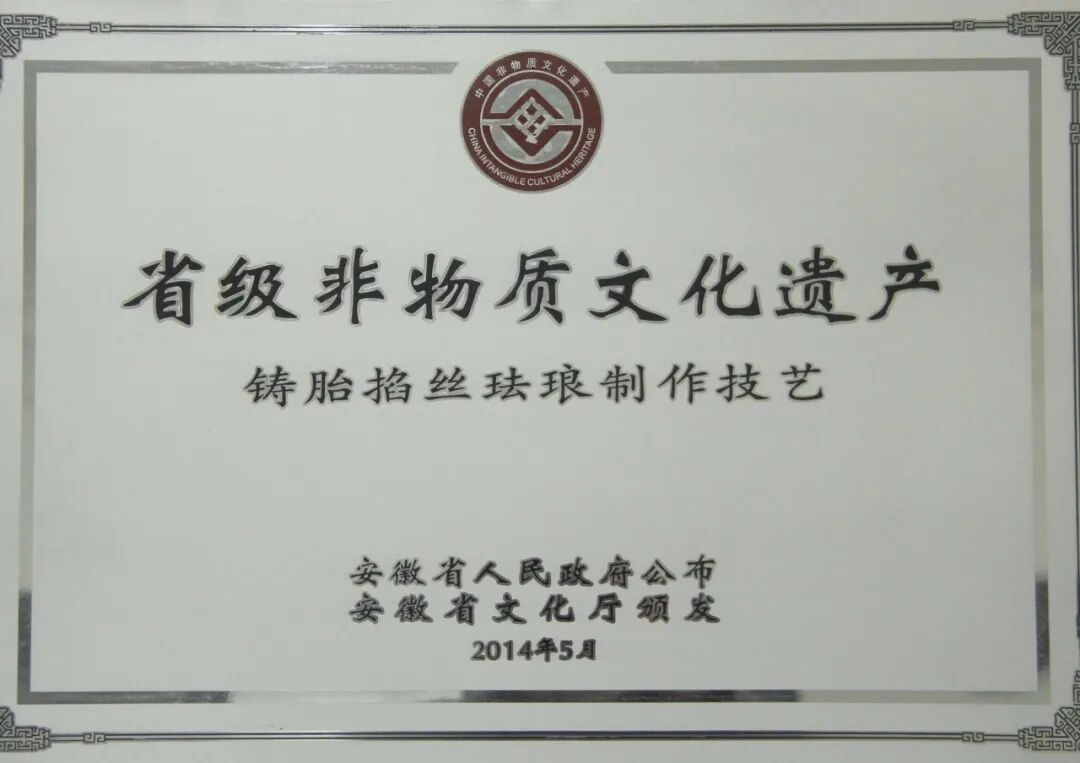 中国非物质文化遗产
CHINA INTANGIBLE CULTURAL HERITAGE
省级非物质文化遗产
铸胎掐丝珐琅制作技艺
安徽省人民政府公布
安徽省文化厅颁发
2014年5月